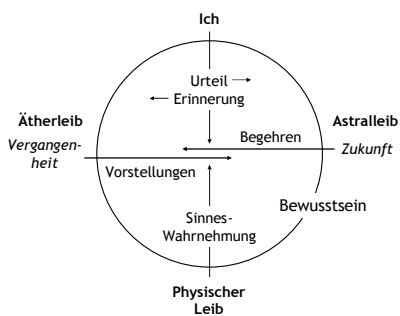 Ich
Urteil
Erinnerung
Ätherleib
Astralleib
Vergangen-
heit
Begehren
Zukunft
Vorstellungen
Bewusstsein
Sinnes-
Wahrnehmung
Physischer
Leib